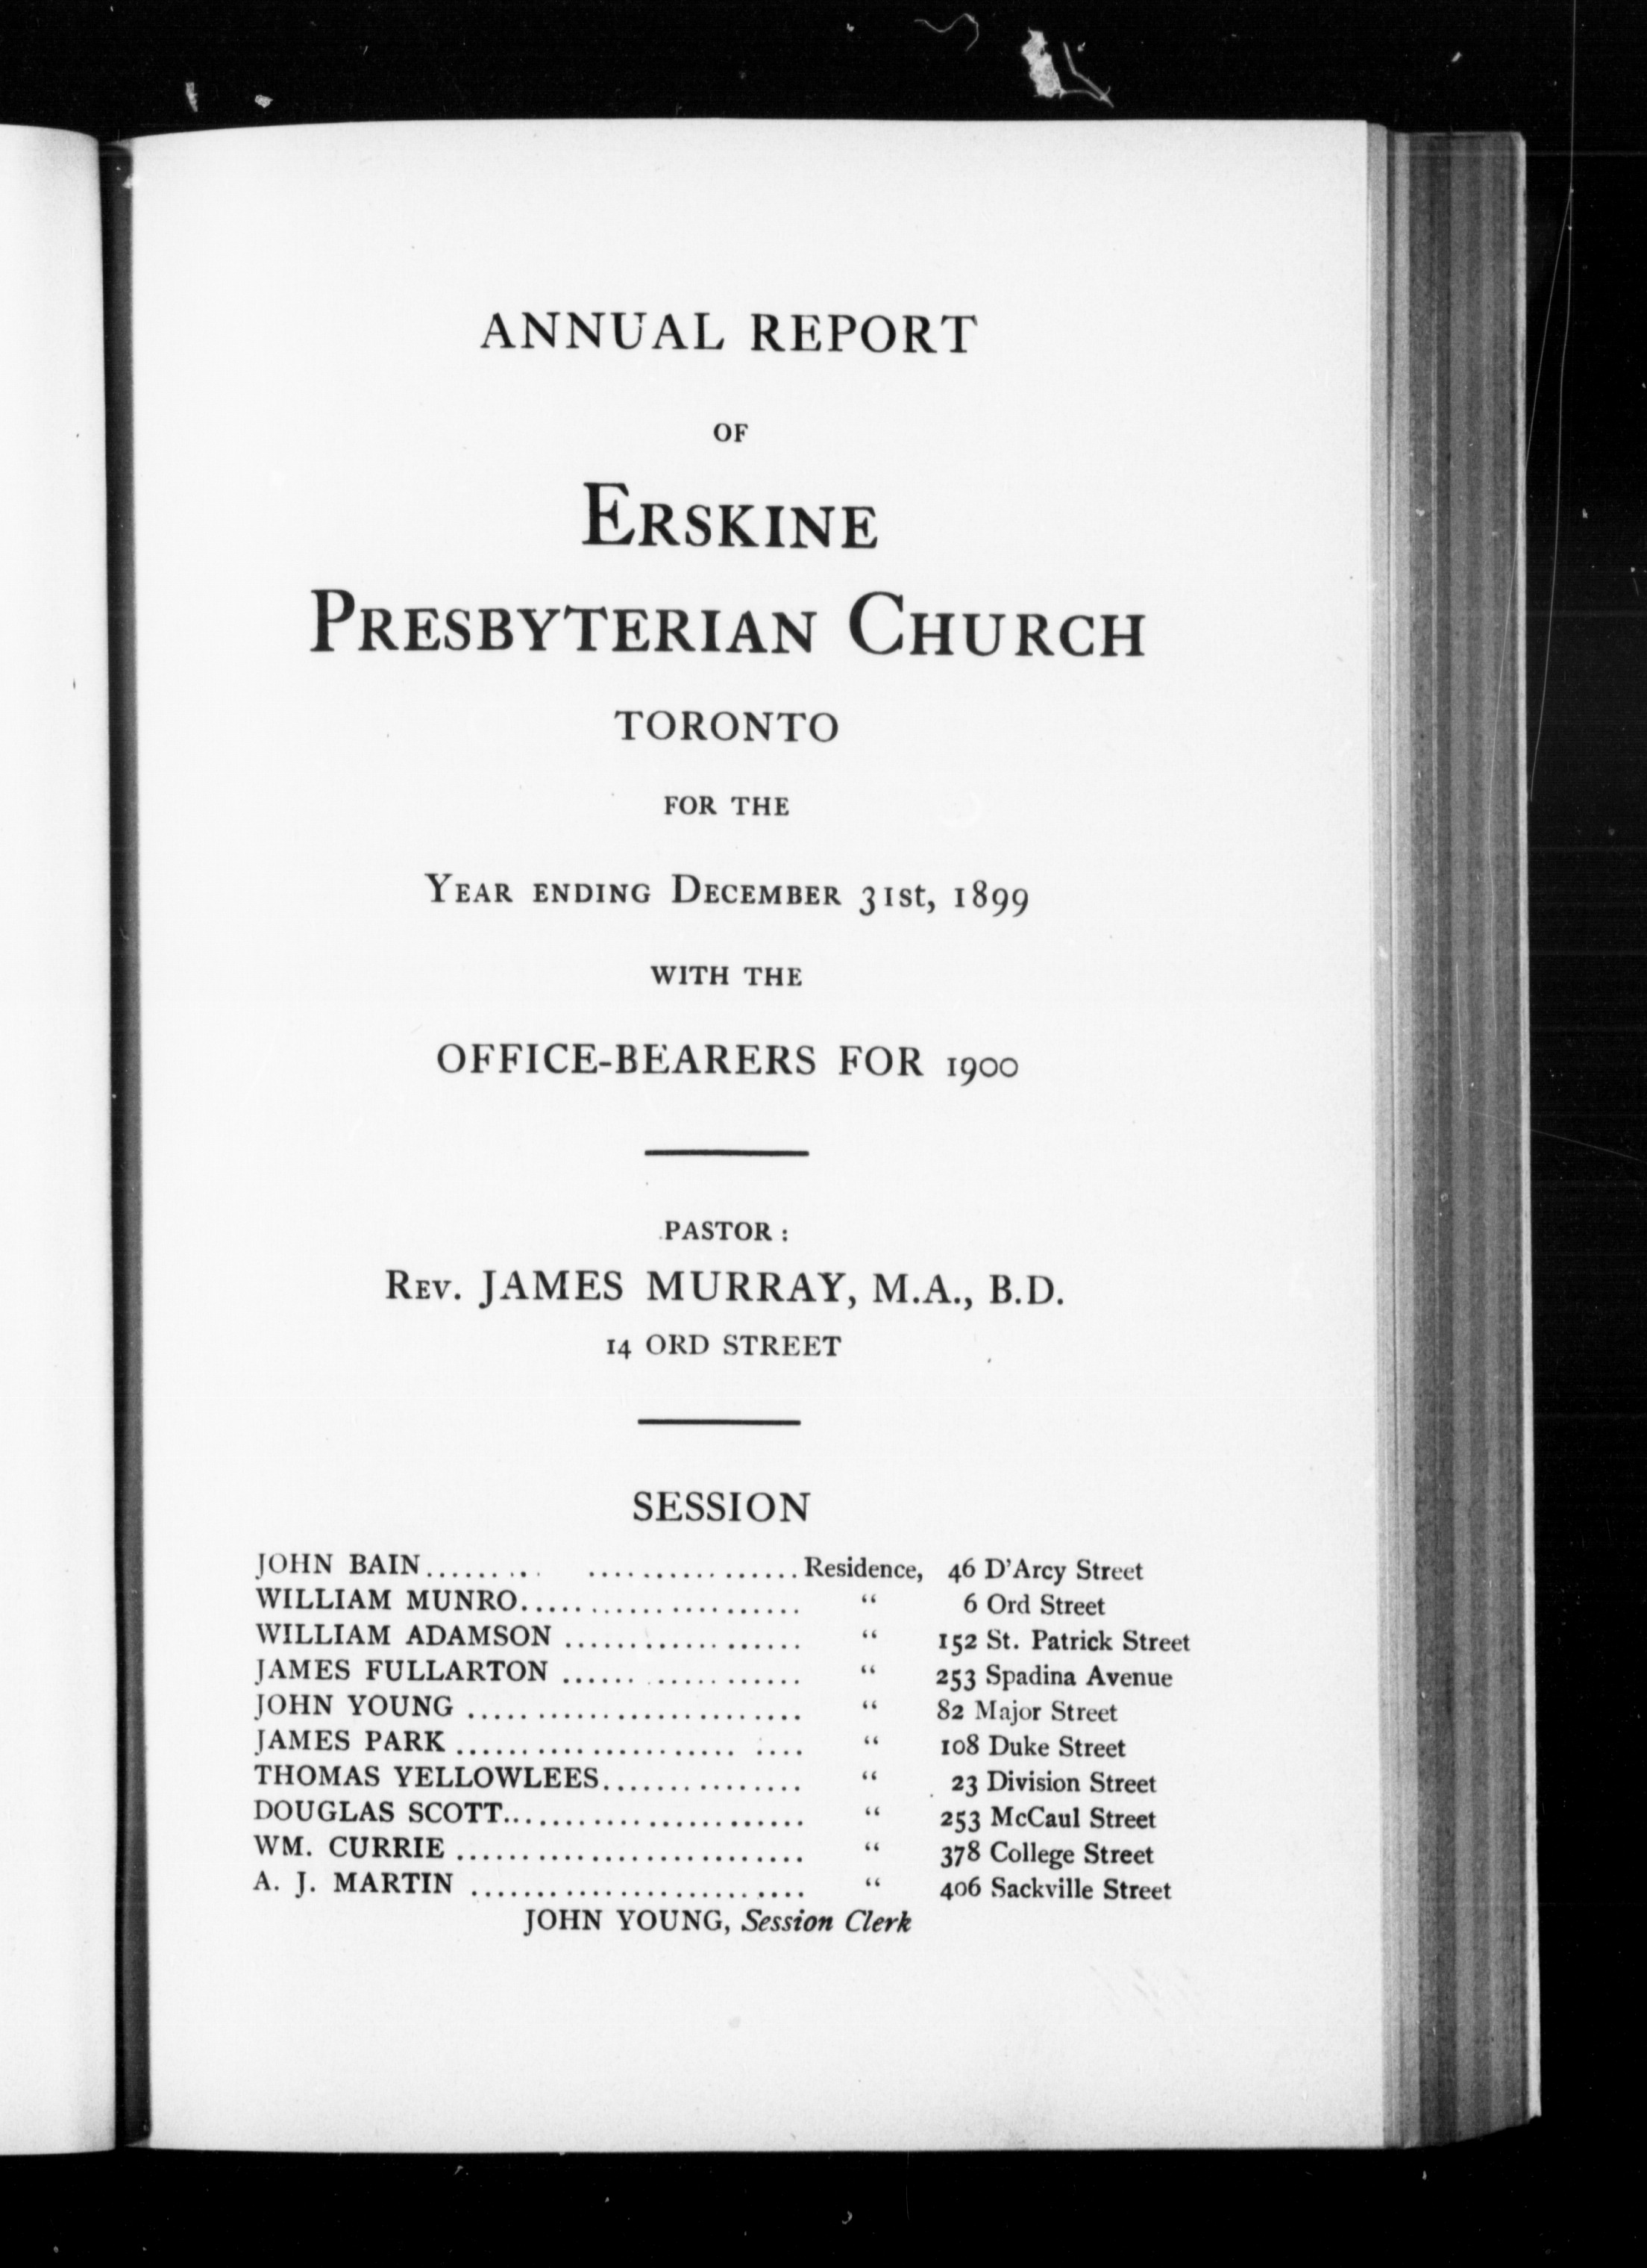 ANNUAL REPORT
OF
ERSKINE
PRESBYTERIAN CHURCH
TORONTO
FOR THE
YEAR ENDING DECEMBER 31st, 1899
WITH THE
OFFICE-BEARERS FOR 1900
PASTOR:
REV. JAMES MURRAY, M.A., B.D.
14 ORD STREET
SESSION
JOHN BAIN......... ................Residence, 46 D'Arcy Street
WILLIAM MUNRO..................... “ 6 Ord Street
WILLIAM ADAMSON .................. “ 152 St. Patrick Street
JAMES FULLARTON ...... ........... “ 253 Spadina Avenue
JOHN YOUNG ......................... “ 82 Major Street
JAMES PARK ..................... .... “ 108 Duke Street
THOMAS YELLOWLEES............... “ 23 Division Street
DOUGLAS SCOTT....................... “ 253 McCaul Street
WM. CURRIE .......................... “ 378 College Street
A. J. MARTIN ......................... “ 406 Sackville Street
JOHN YOUNG, Session Clerk